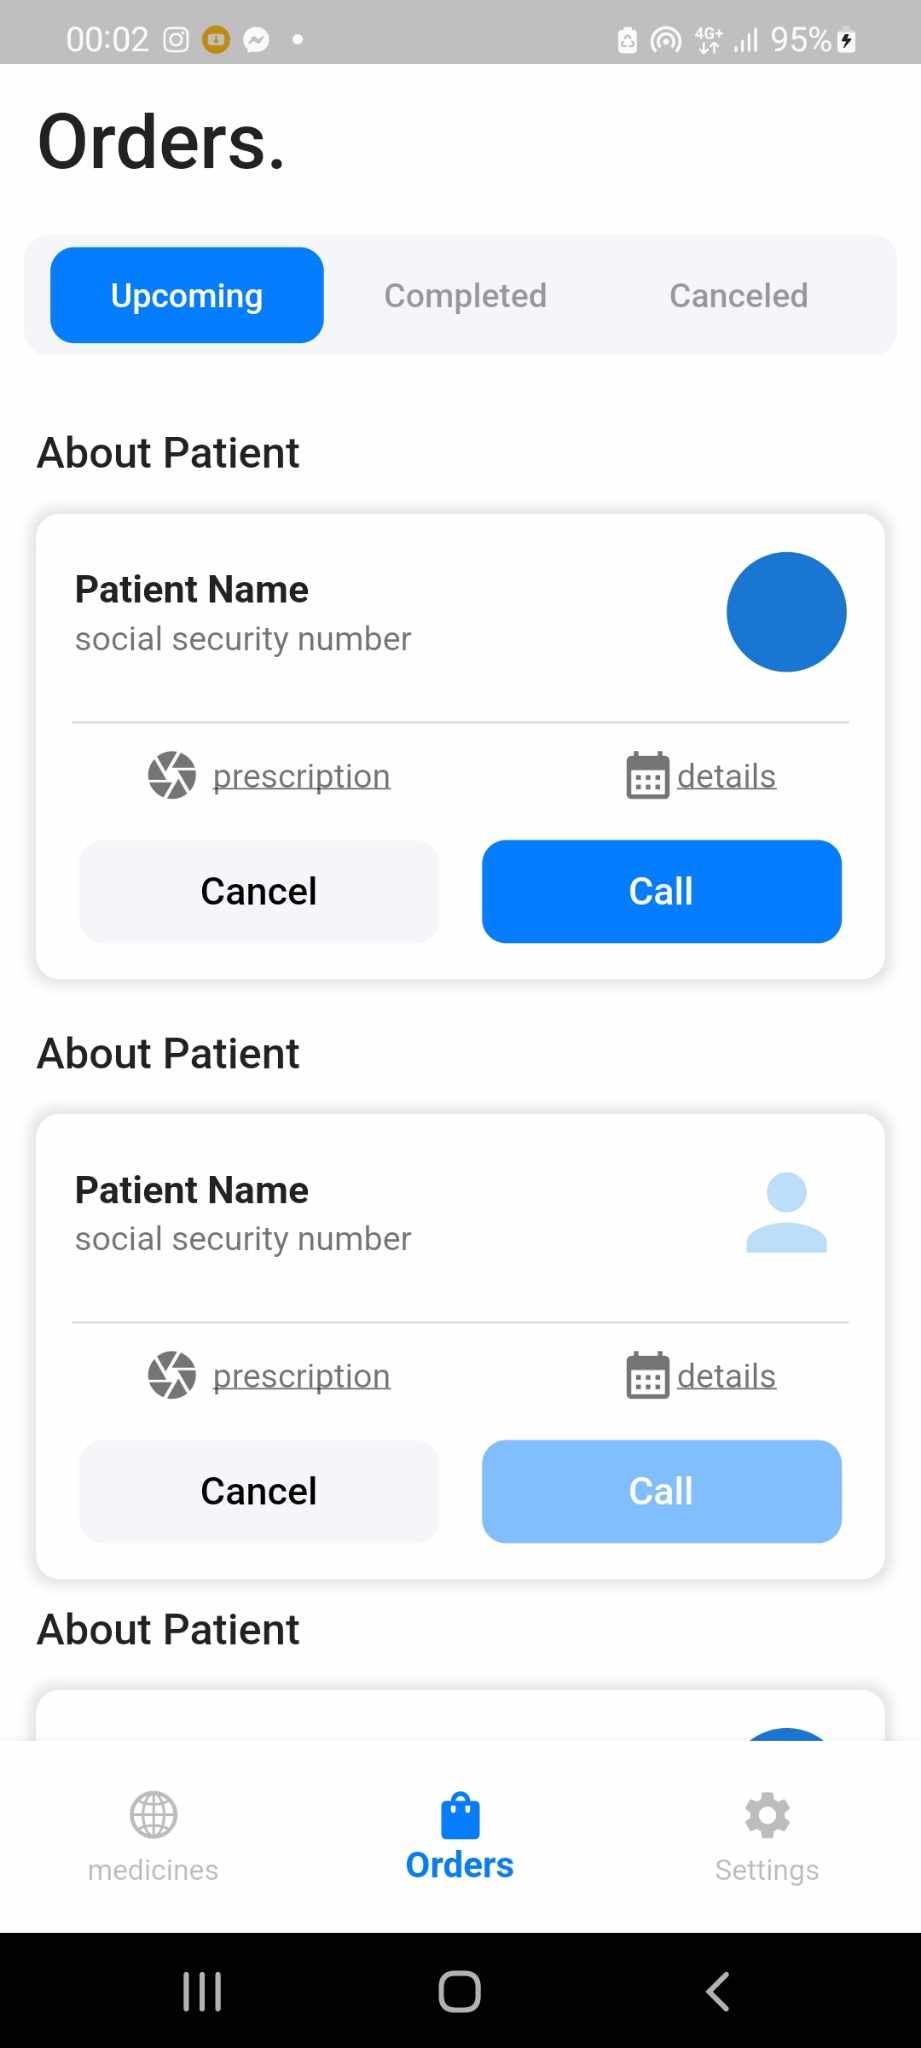 00:02 4G+ 95%
Orders.
Upcoming Completed Canceled
About Patient
Patient Name
social security number
prescription details
Cancel Call
About Patient
Patient Name
social security number
prescription details
Cancel Call
About Patient
medicines Orders Settings